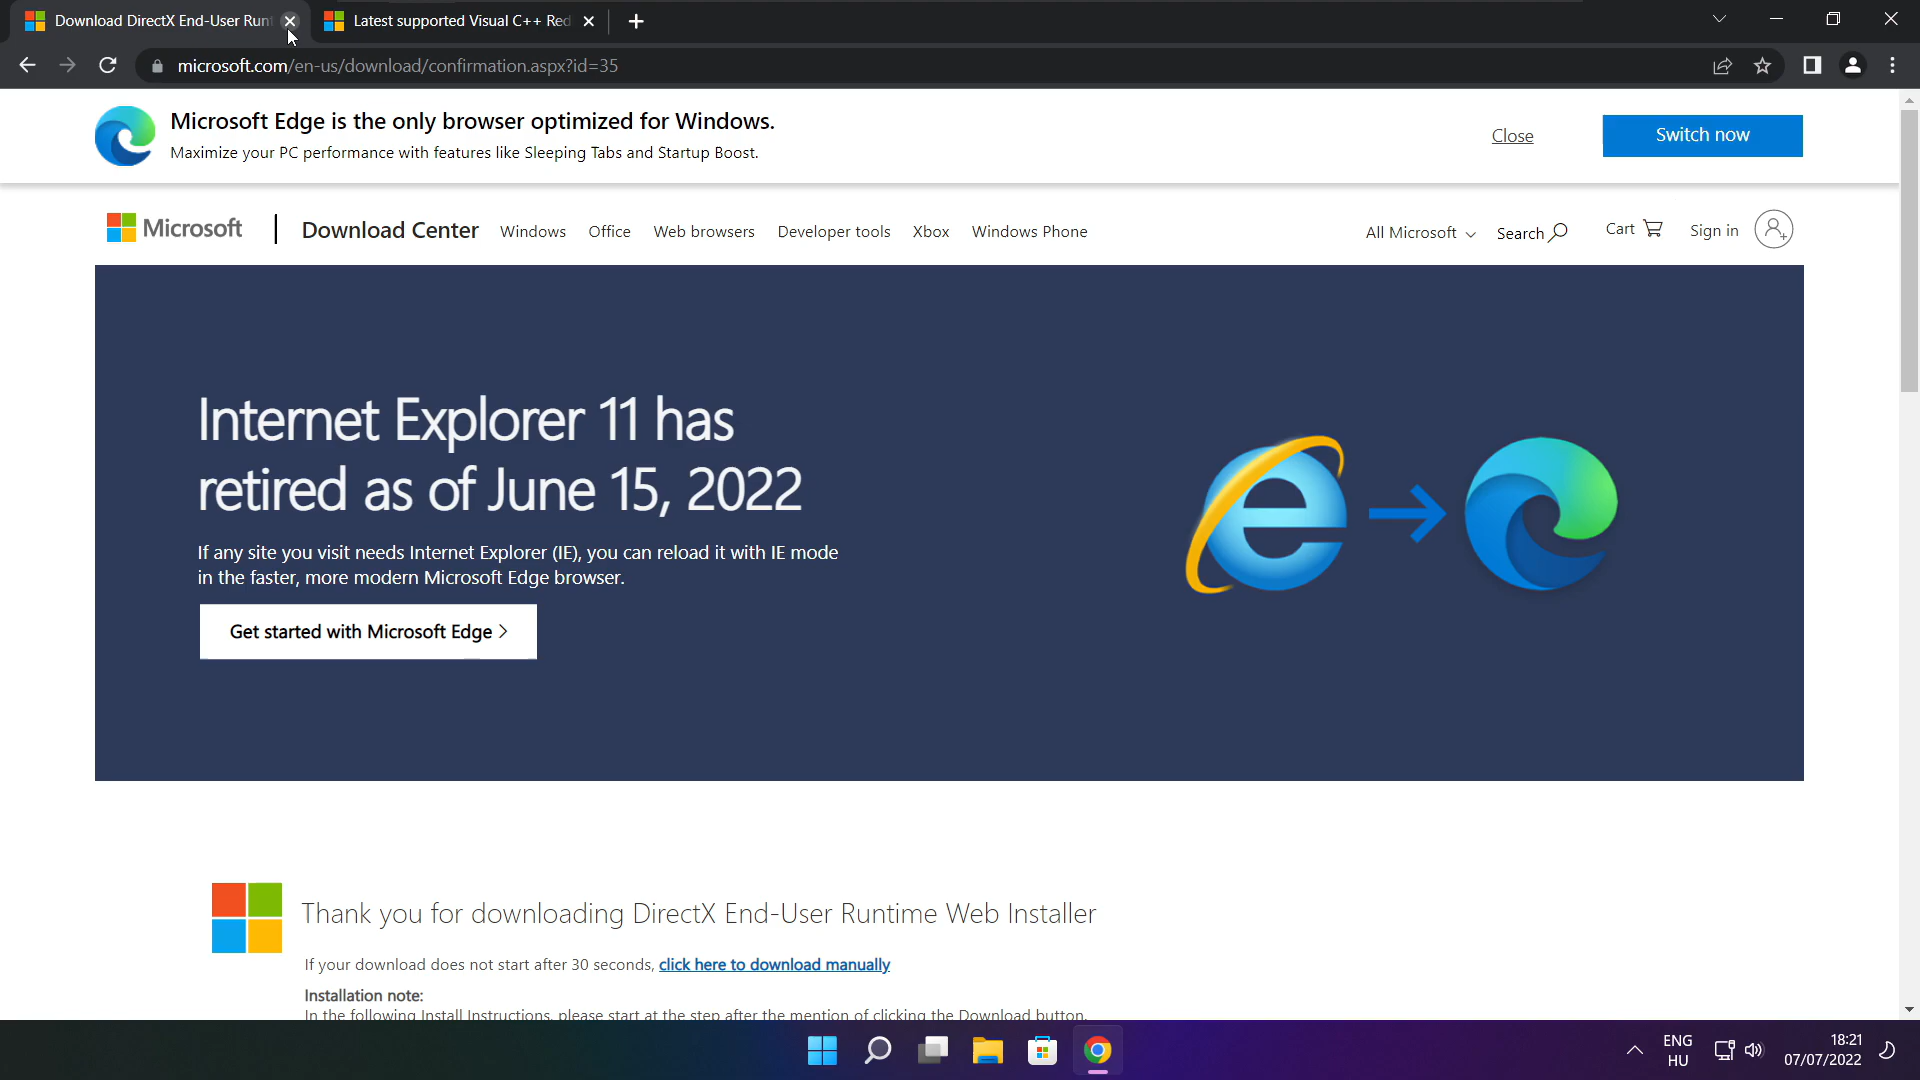 Download DirectX End-User Runt
Latest supported Visual C++ Red
microsoft.com/en-us/download/confirmation.aspx?id=35
Microsoft Edge is the only browser optimized for Windows.
Maximize your PC performance with features like Sleeping Tabs and Startup Boost.
Close
Switch now
Microsoft
Download Center
Windows
Office
Web browsers
Developer tools
Xbox
Windows Phone
All Microsoft
Search
Cart
Sign in
Internet Explorer 11 has
retired as of June 15, 2022
If any site you visit needs Internet Explorer (IE), you can reload it with IE mode
in the faster, more modern Microsoft Edge browser.
Get started with Microsoft Edge >
Thank you for downloading DirectX End-User Runtime Web Installer
If your download does not start after 30 seconds, click here to download manually
Installation note:
In the following Install Instructions, please start at the step after the mention of clicking the Download button.
ENG
HU
18:21
07/07/2022